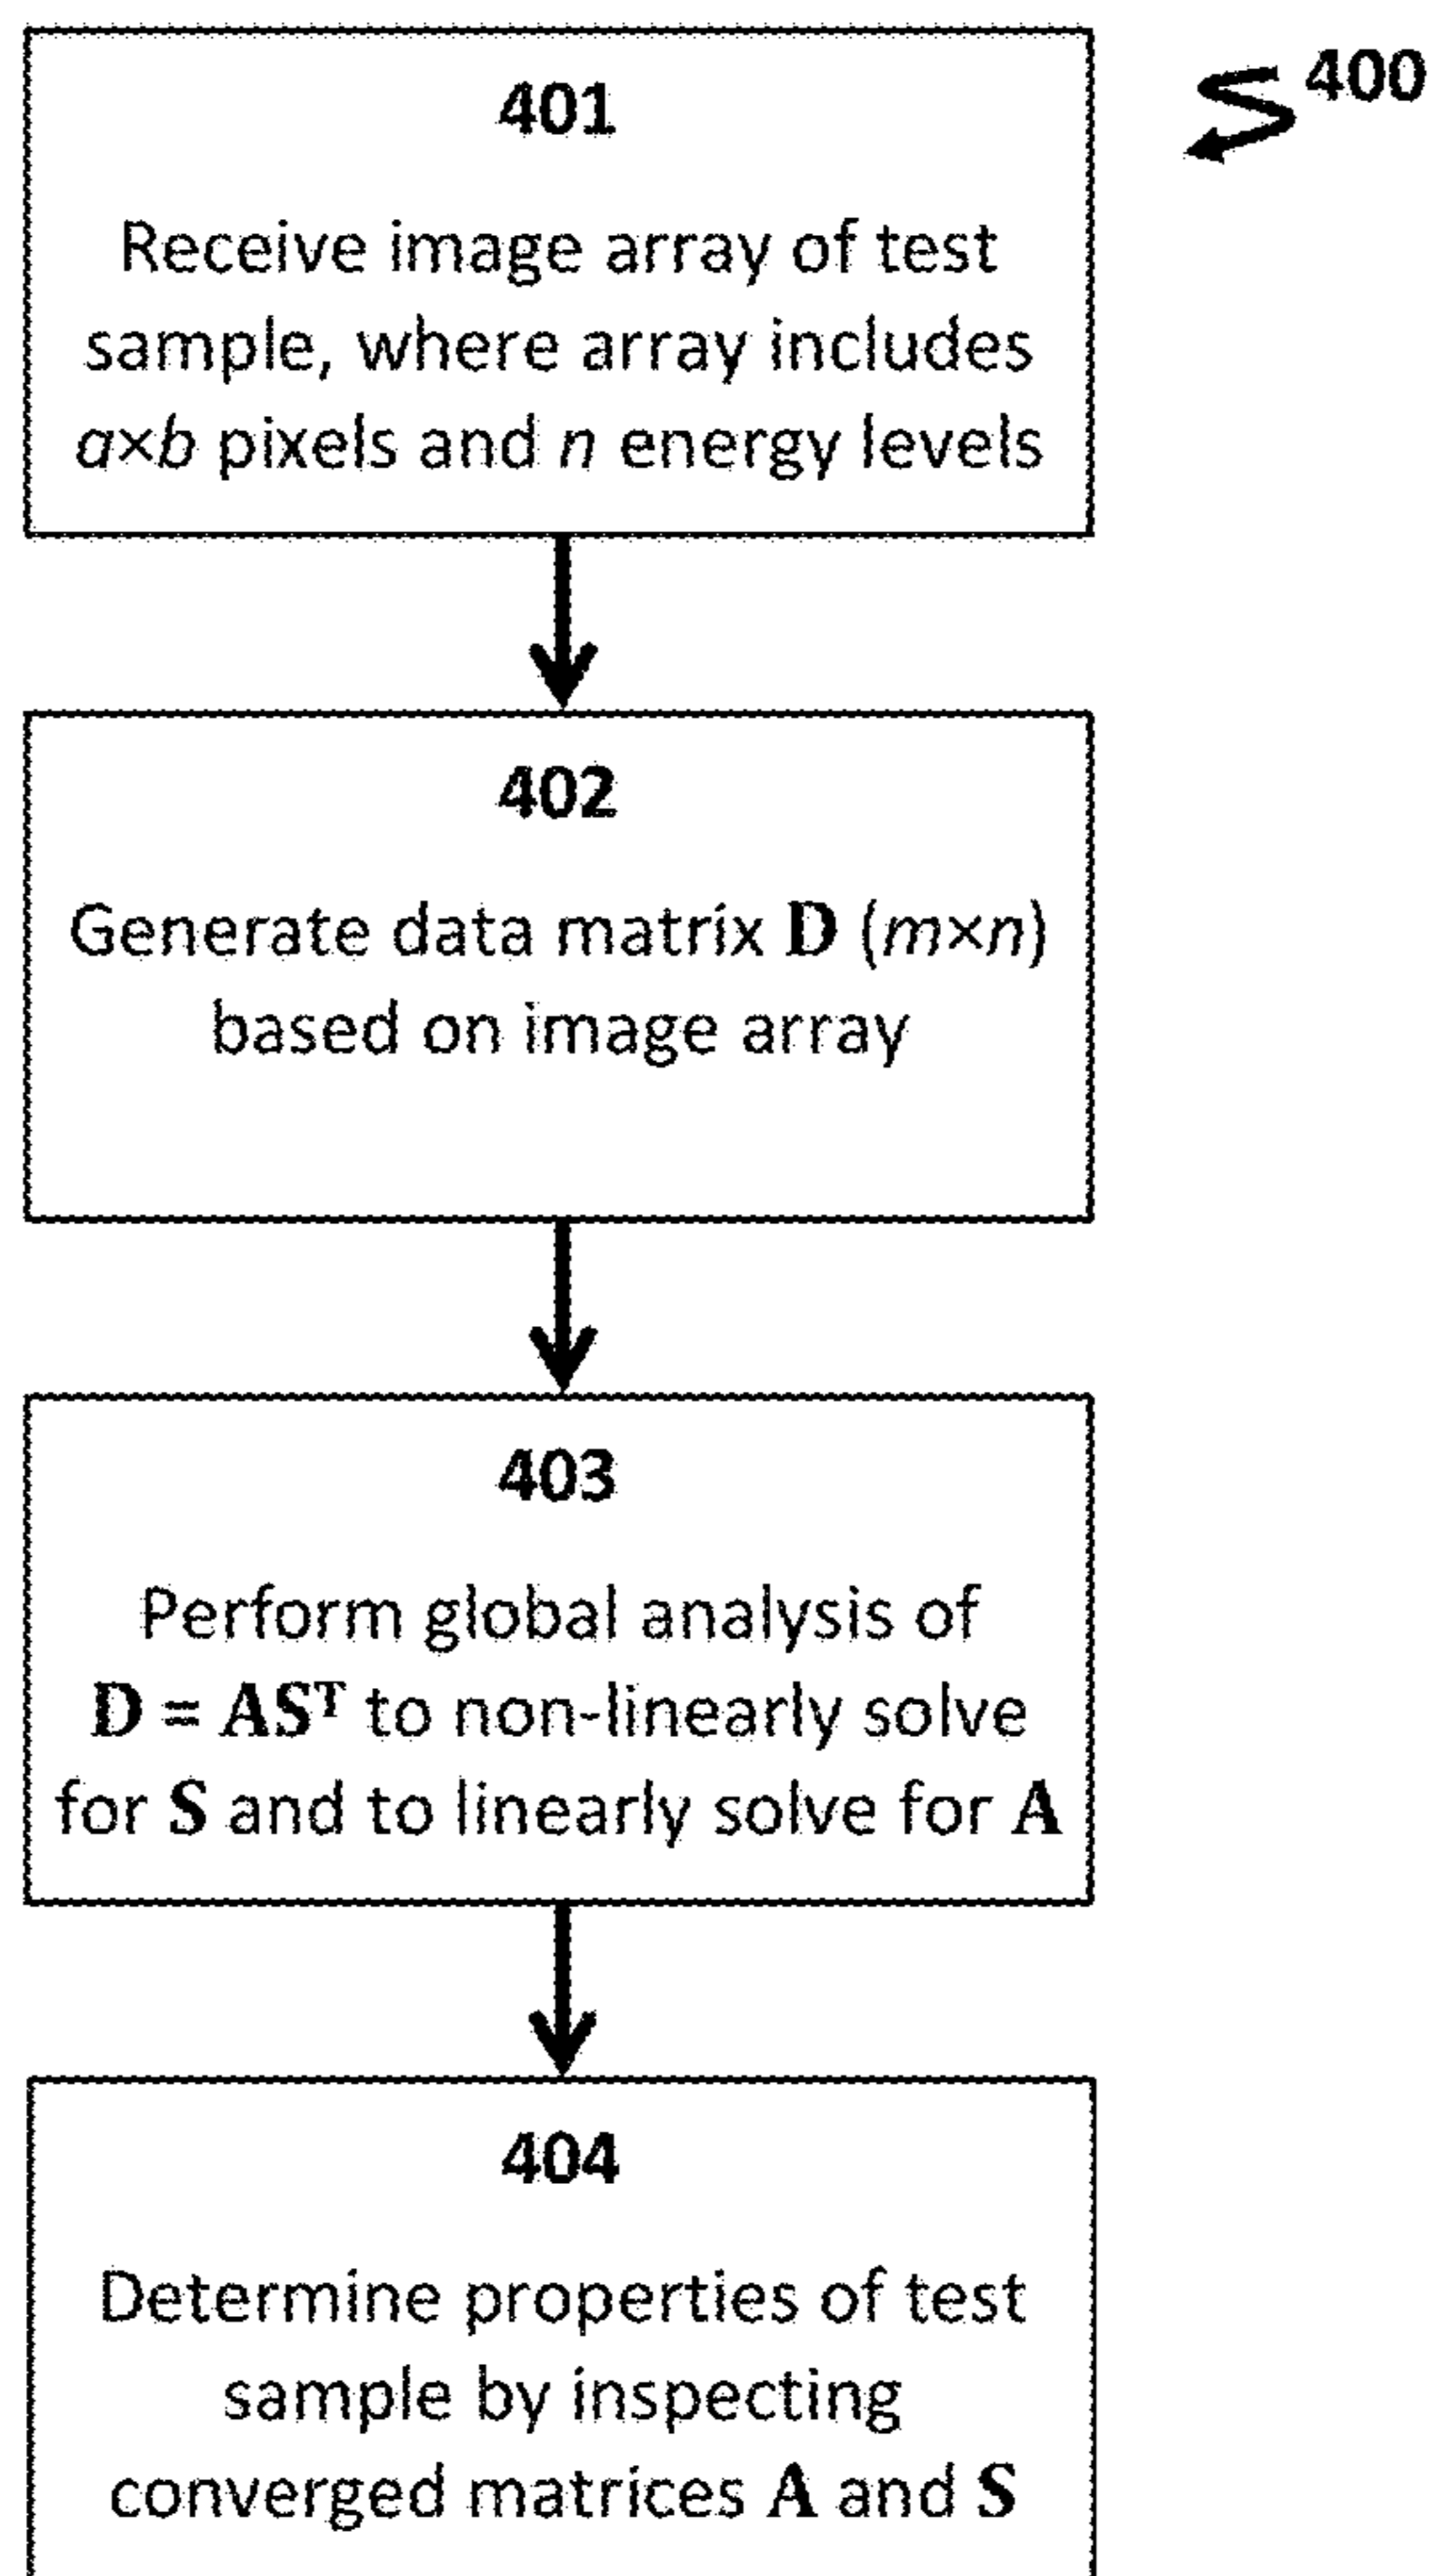 400
401
Receive image array of test
sample, where array includes
a×b pixels and n energy levels
402
Generate data matrix D (m×n)
based on image array
403
Perform global analysis of
D = ASᵀ to non-linearly solve
for S and to linearly solve for A
404
Determine properties of test
sample by inspecting
converged matrices A and S